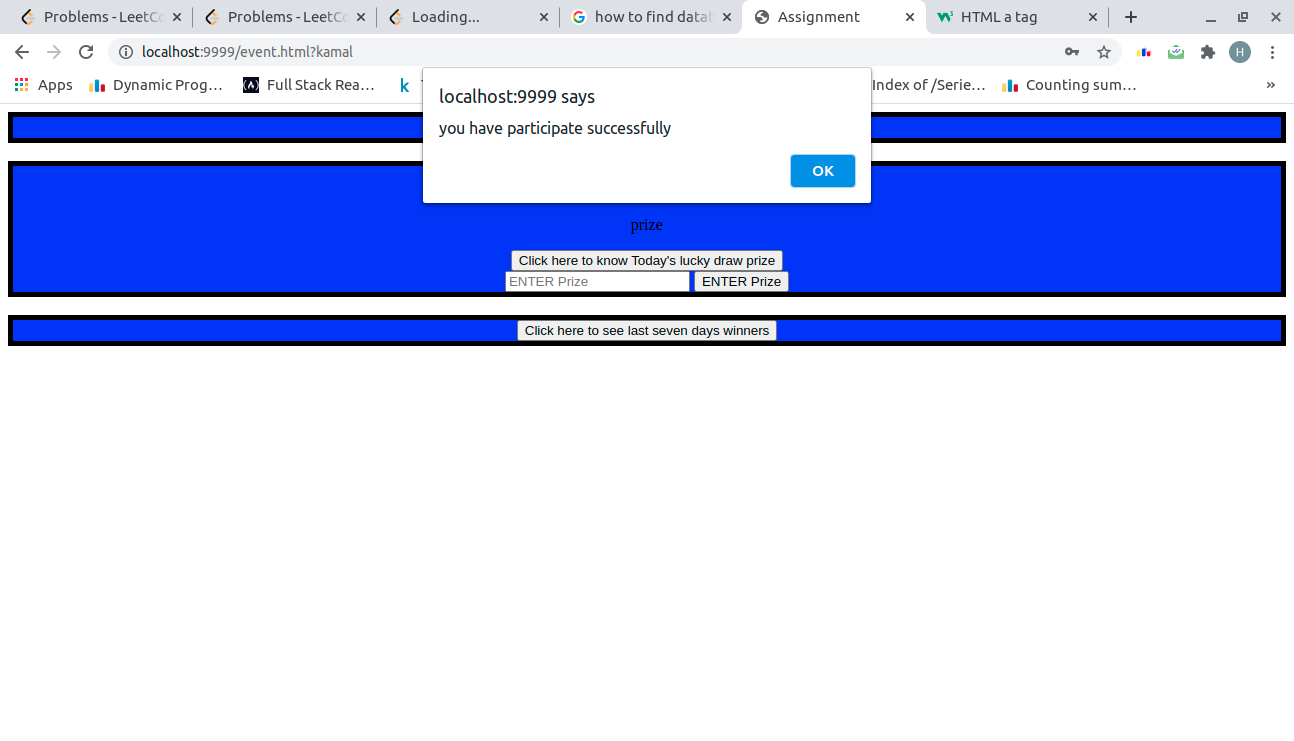 Problems - LeetCo
Problems - LeetCo
Loading...
how to find datab
Assignment
HTML a tag
localhost:9999/event.html?kamal
H
Apps
Dynamic Prog...
Full Stack Rea...
Index of /Serie...
Counting sum...
»
localhost:9999 says
you have participate successfully
OK
prize
Click here to know Today's lucky draw prize
ENTER Prize
ENTER Prize
Click here to see last seven days winners